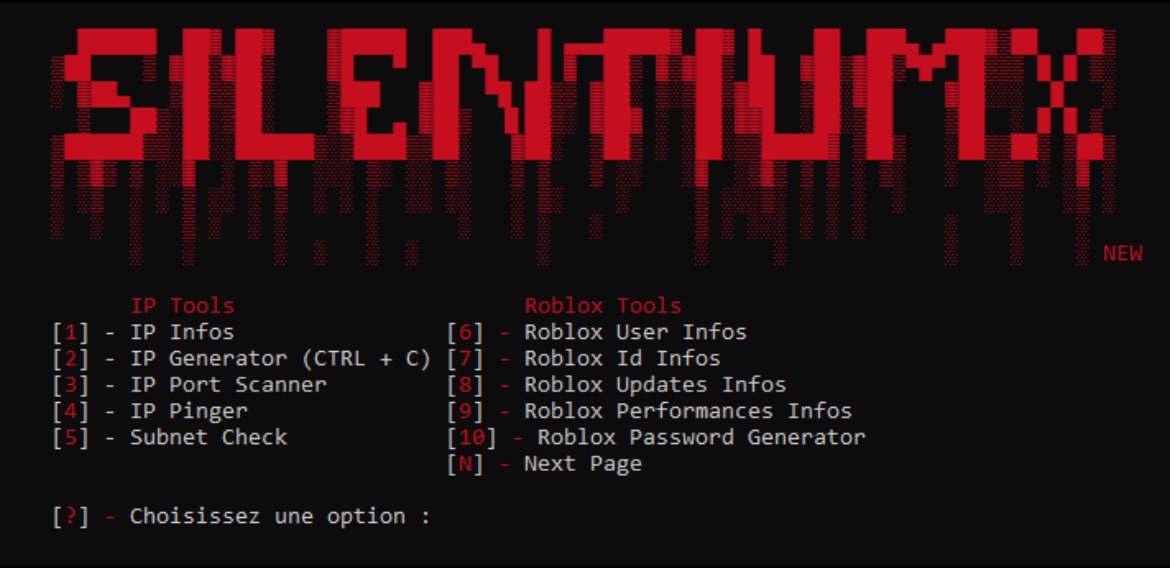 SILENTIUMX
NEW
IP Tools Roblox Tools
[1] - IP Infos [6] - Roblox User Infos
[2] - IP Generator (CTRL + C) [7] - Roblox Id Infos
[3] - IP Port Scanner [8] - Roblox Updates Infos
[4] - IP Pinger [9] - Roblox Performances Infos
[5] - Subnet Check [10] - Roblox Password Generator
[N] - Next Page
[?] - Choisissez une option :